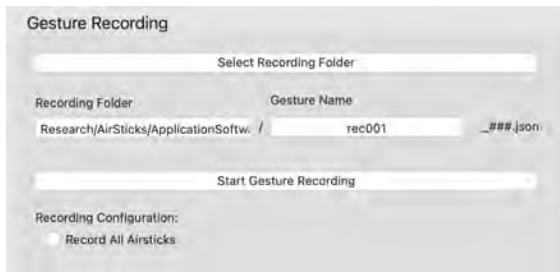 Gesture Recording
Select Recording Folder
Recording Folder Gesture Name
Research/AirSticks/ApplicationSoftw. / rec001 _###.json
Start Gesture Recording
Recording Configuration:
Record All Airsticks